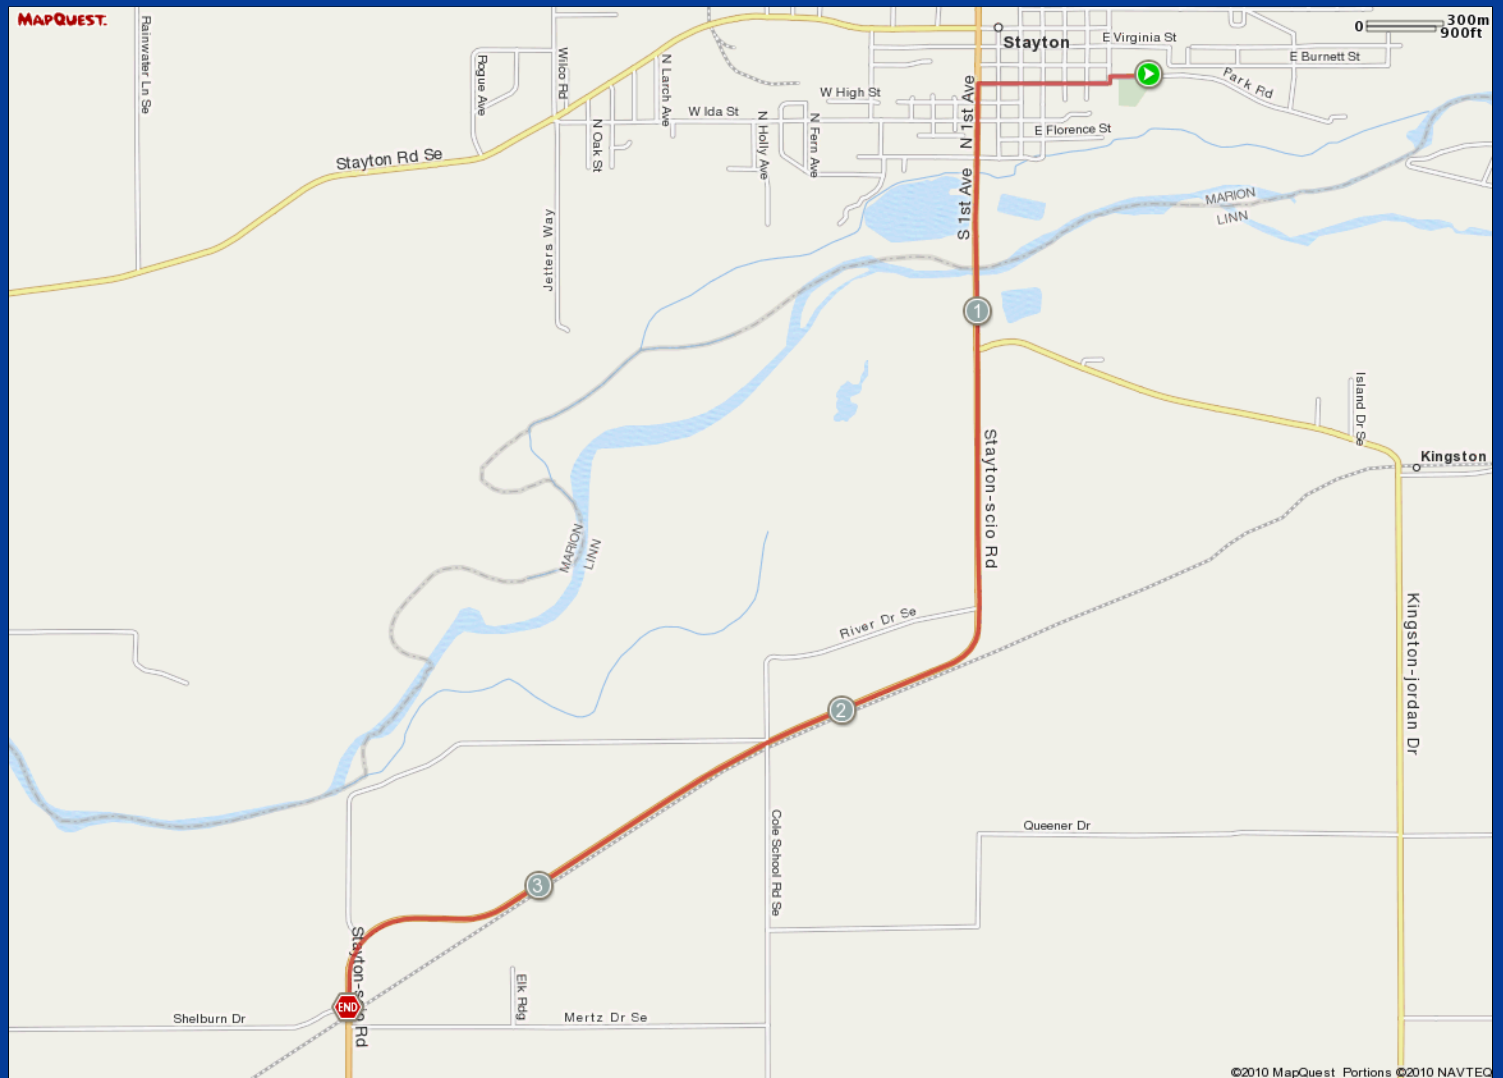 MAPQUEST.
0 300m
900ft
Stayton
E Virginia St
E Burnett St
Park Rd
Rainwater Ln Se
Rogue Ave
Wilco Rd
N Larch Ave
W High St
N 1st Ave
W Ida St
N Oak St
N Holly Ave
N Fern Ave
E Florence St
Stayton Rd Se
S 1st Ave
MARION
LINN
Jetters Way
1
Island Dr Se
Kingston
Stayton-scio Rd
MARION
LINN
River Dr Se
Kingston-jordan Dr
2
Cole School Rd Se
Queener Dr
3
Stayton-scio Rd
Elk Rdg
END
Shelburn Dr
Mertz Dr Se
©2010 MapQuest Portions ©2010 NAVTEQ